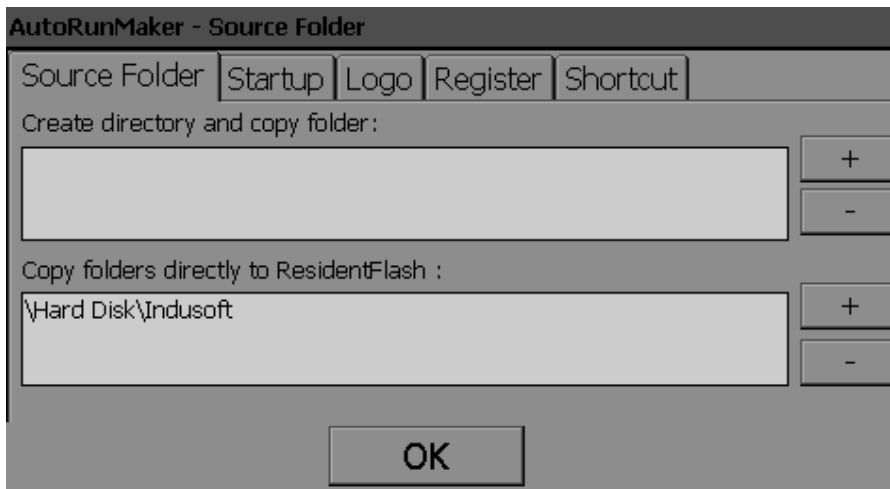 AutoRunMaker - Source Folder
Source Folder Startup Logo Register Shortcut
Create directory and copy folder:
+
-
Copy folders directly to ResidentFlash :
\Hard Disk\Indusoft
+
-
OK